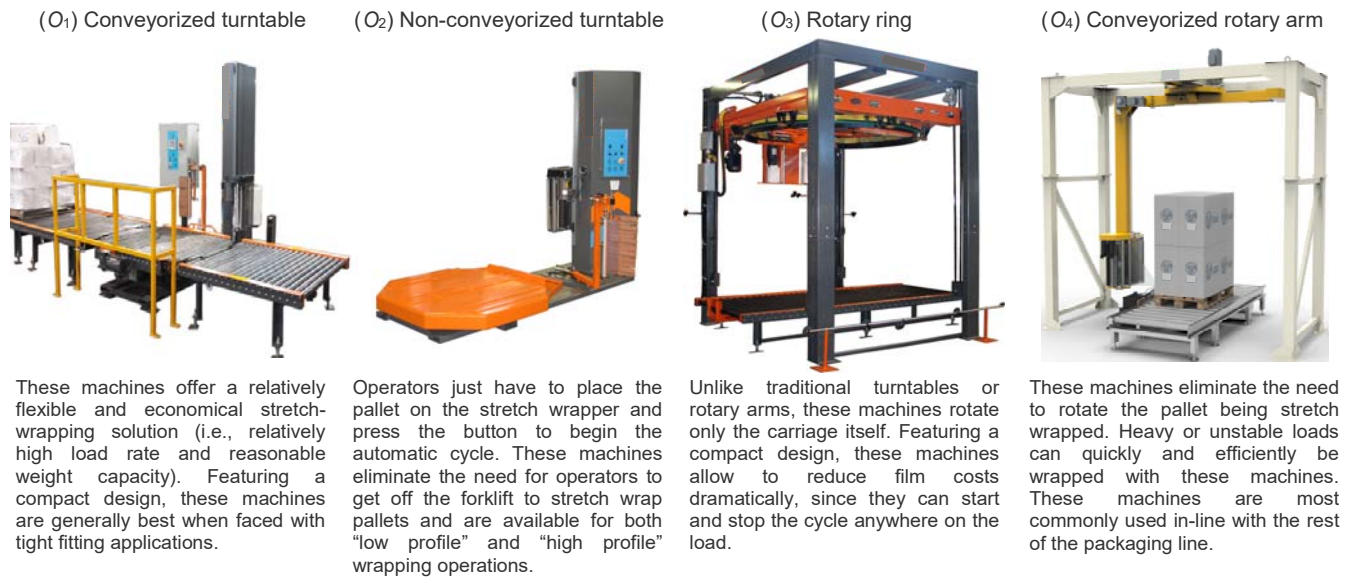 (O₁) Conveyorized turntable
These machines offer a relatively
flexible and economical stretch-
wrapping solution (i.e., relatively
high load rate and reasonable
weight capacity). Featuring a
compact design, these machines
are generally best when faced with
tight fitting applications.
(O₂) Non-conveyorized turntable
Operators just have to place the
pallet on the stretch wrapper and
press the button to begin the
automatic cycle. These machines
eliminate the need for operators to
get off the forklift to stretch wrap
pallets and are available for both
“low profile” and “high profile”
wrapping operations.
(O₃) Rotary ring
Unlike traditional turntables or
rotary arms, these machines rotate
only the carriage itself. Featuring a
compact design, these machines
allow to reduce film costs
dramatically, since they can start
and stop the cycle anywhere on the
load.
(O₄) Conveyorized rotary arm
These machines eliminate the need
to rotate the pallet being stretch
wrapped. Heavy or unstable loads
can quickly and efficiently be
wrapped with these machines.
These machines are most
commonly used in-line with the rest
of the packaging line.